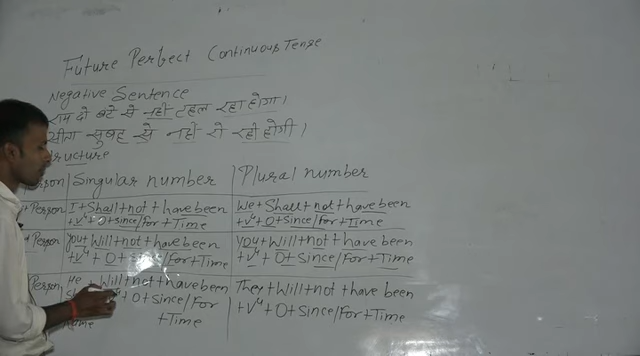 Future Perfect Continuous Tense
Negative Sentence
राम दो घंटे से नहीं टहल रहा होगा।
सुबह से नहीं रो रही होगी।
Structure
Person Singular number Plural number
Person I + Shall + not + have been We + Shall + not + have been
+ V⁴ + O + since/For + Time + V⁴ + O + since/For + Time
Person You + Will + not + have been You + Will + not + have been
+ V⁴ + O + since/For + Time + V⁴ + O + since/For + Time
Person He + Will + not + have been They + Will + not + have been
+ O + since/For + V⁴ + O + since/For + Time
name + Time